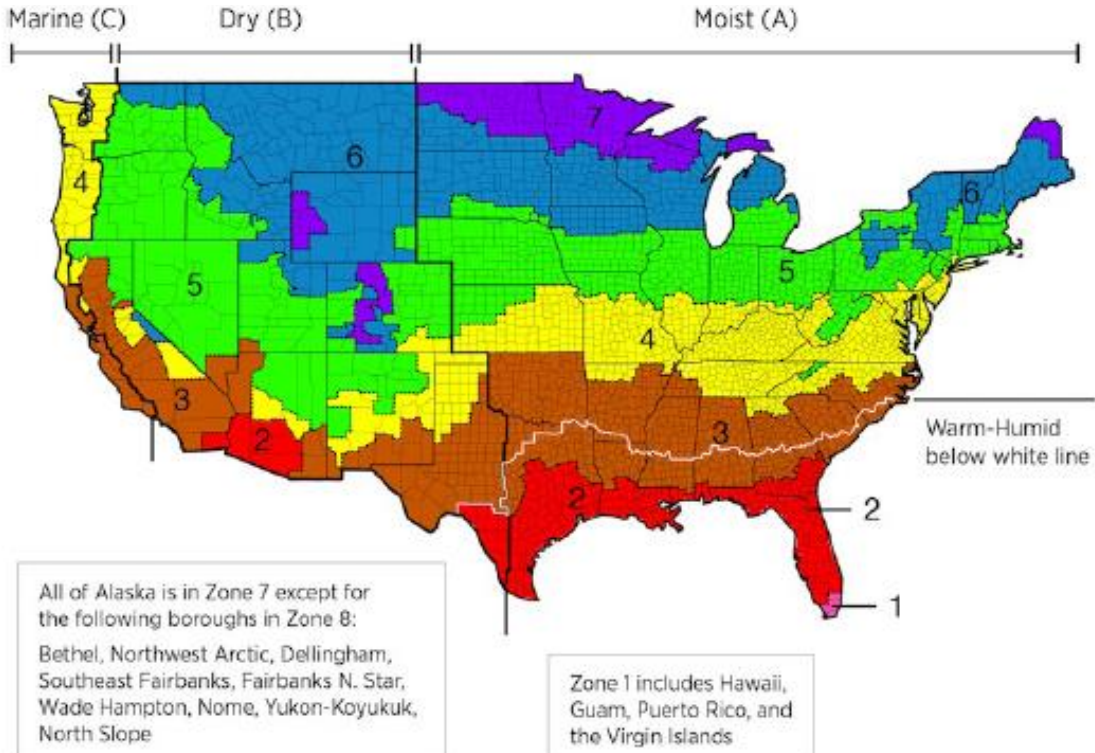 Marine (C)
Dry (B)
Moist (A)
7
6
6
4
5
5
4
3
3
2
2
Warm-Humid
below white line
2
1
All of Alaska is in Zone 7 except for
the following boroughs in Zone 8:
Bethel, Northwest Arctic, Dellingham,
Southeast Fairbanks, Fairbanks N. Star,
Wade Hampton, Nome, Yukon-Koyukuk,
North Slope
Zone 1 includes Hawaii,
Guam, Puerto Rico, and
the Virgin Islands